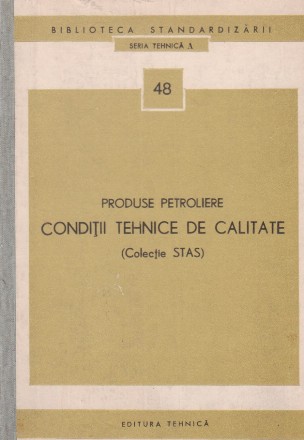 BIBLIOTECA STANDARDIZĂRII
SERIA TEHNICĂ A
48
PRODUSE PETROLIERE
CONDIȚII TEHNICE DE CALITATE
(Colecție STAS)
EDITURA TEHNICĂ